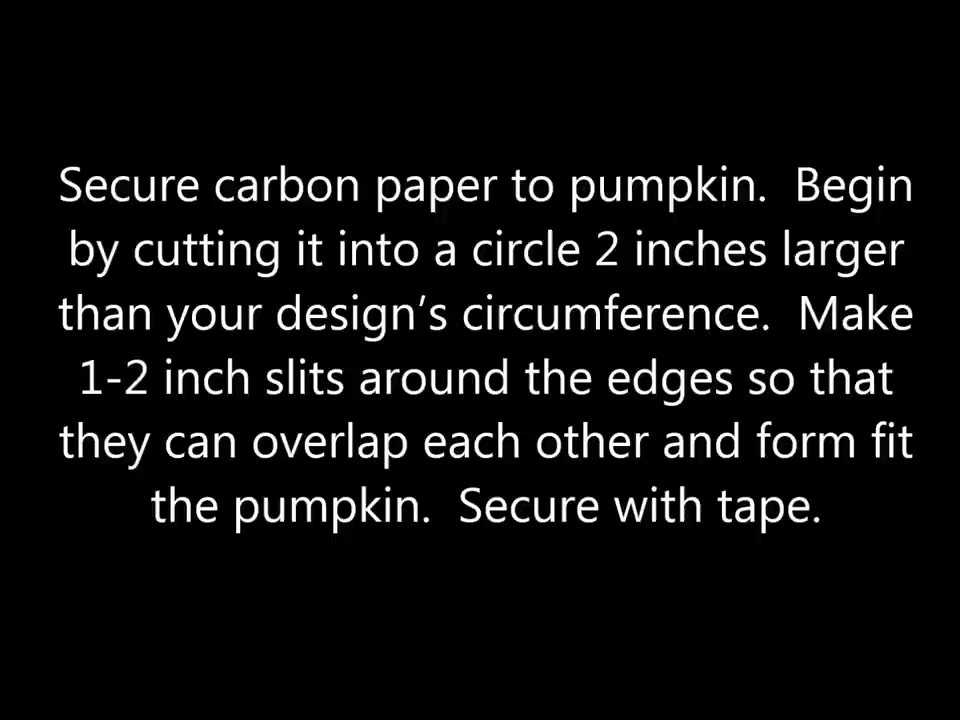 Secure carbon paper to pumpkin.  Begin
by cutting it into a circle 2 inches larger
than your design’s circumference.  Make
1-2 inch slits around the edges so that
they can overlap each other and form fit
the pumpkin.  Secure with tape.